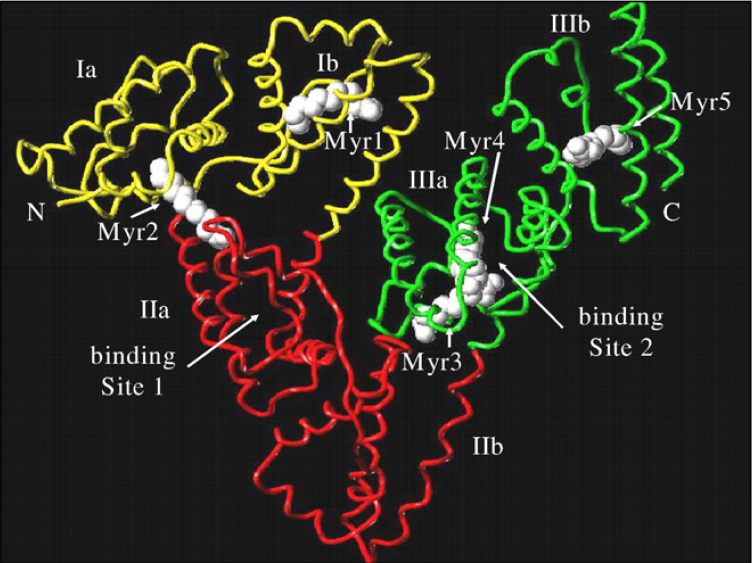 Ia
Ib
IIIb
Myr1
Myr4
Myr5
N
Myr2
IIIa
C
IIa
binding
Site 1
binding
Site 2
Myr3
IIb